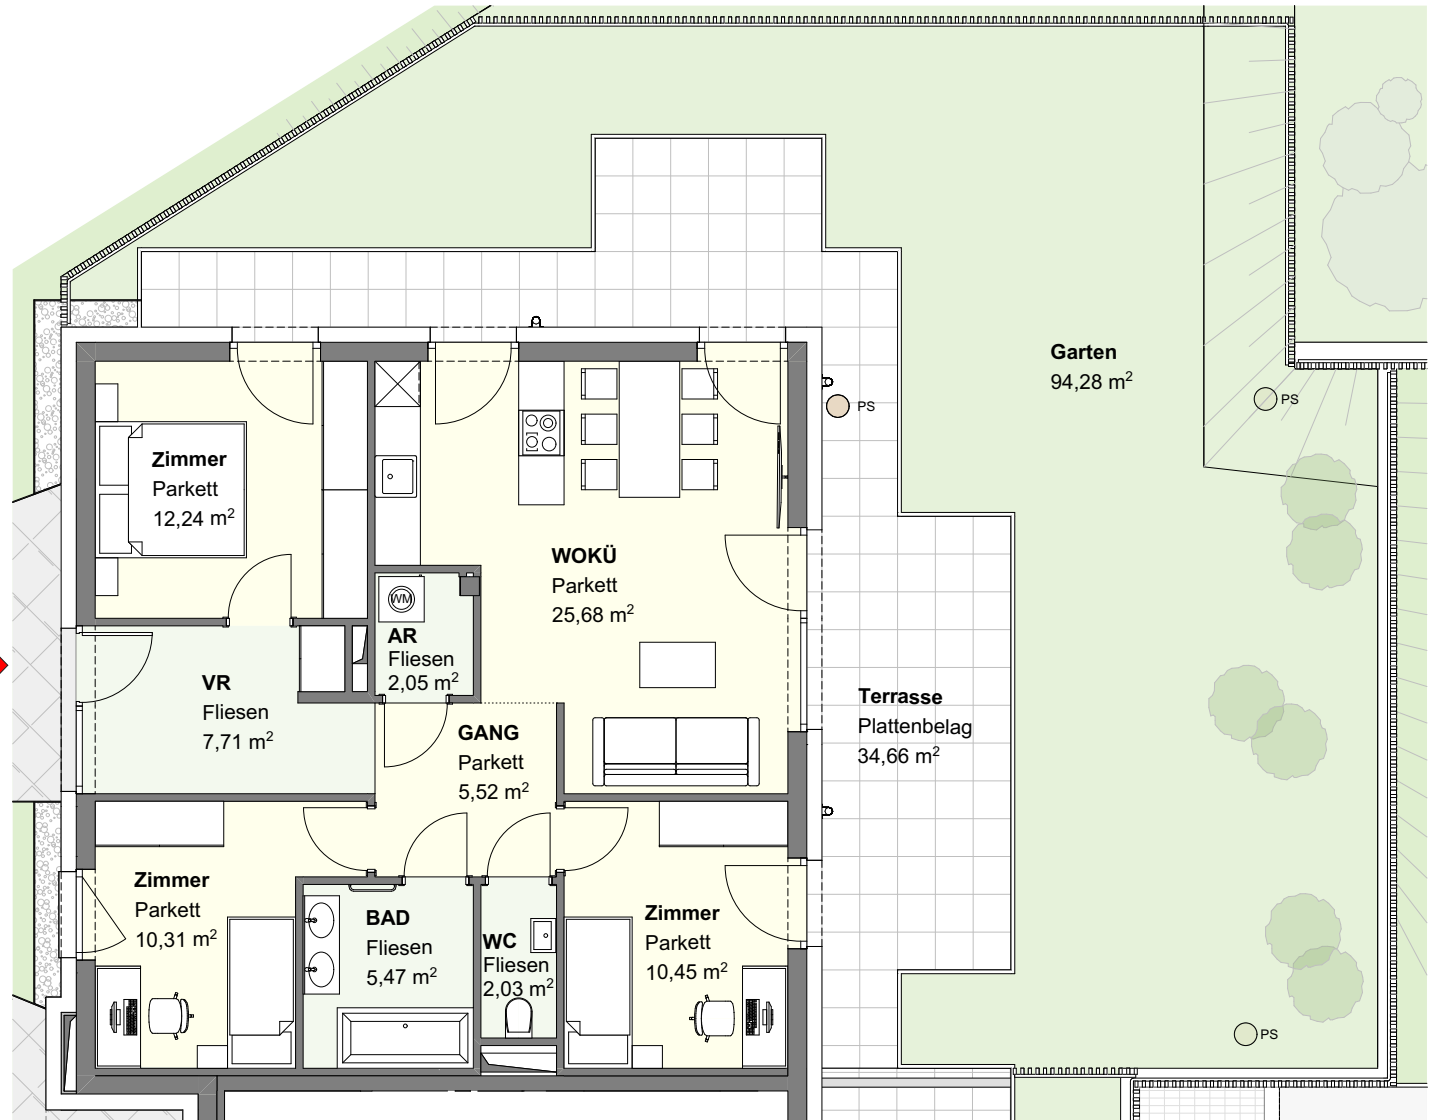 Garten
94,28 m²
PS
PS
Zimmer
Parkett
12,24 m²
WOKÜ
Parkett
25,68 m²
WM
AR
Fliesen
2,05 m²
VR
Fliesen
7,71 m²
GANG
Parkett
5,52 m²
Terrasse
Plattenbelag
34,66 m²
Zimmer
Parkett
10,31 m²
BAD
Fliesen
5,47 m²
WC
Fliesen
2,03 m²
Zimmer
Parkett
10,45 m²
PS